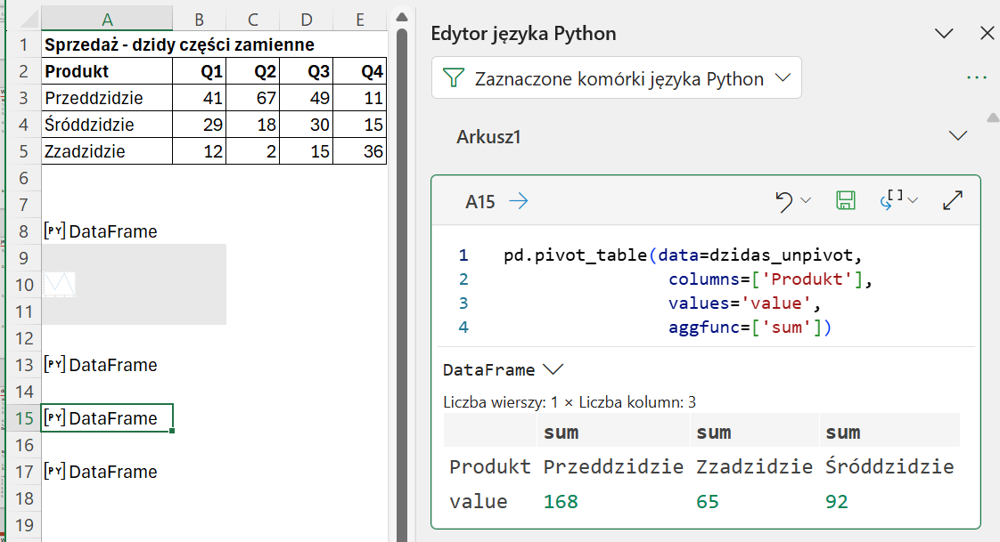 A B C D E
1 Sprzedaż - dzidy części zamienne
2 Produkt Q1 Q2 Q3 Q4
3 Przeddzidzie 41 67 49 11
4 Śróddzidzie 29 18 30 15
5 Zzadzidzie 12 2 15 36
6
7
8 [PY] DataFrame
9
10
11
12
13 [PY] DataFrame
14
15 [PY] DataFrame
16
17 [PY] DataFrame
18
19
Edytor języka Python
Zaznaczone komórki języka Python
Arkusz1
A15
1 pd.pivot_table(data=dzidas_unpivot,
2 columns=['Produkt'],
3 values='value',
4 aggfunc=['sum'])
DataFrame
Liczba wierszy: 1 × Liczba kolumn: 3
sum sum sum
Produkt Przeddzidzie Zzadzidzie Śróddzidzie
value 168 65 92